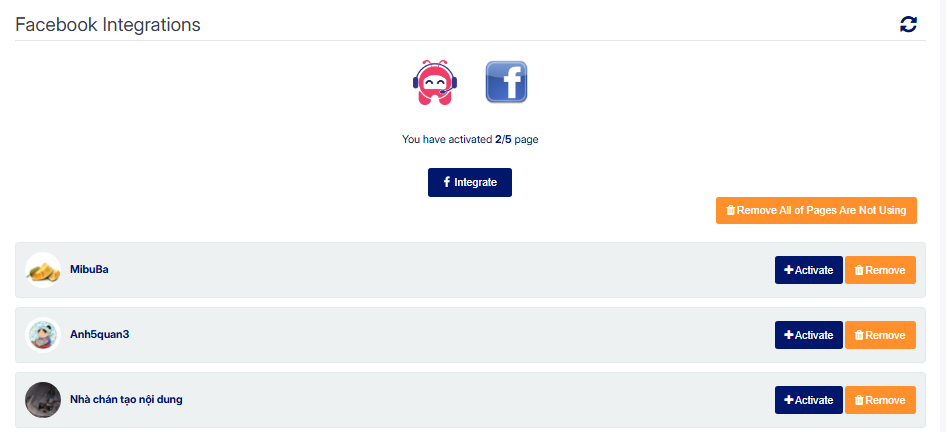 Facebook Integrations
You have activated 2/5 page
Integrate
Remove All of Pages Are Not Using
MibuBa
Activate
Remove
Anh5quan3
Activate
Remove
Nhà chán tạo nội dung
Activate
Remove